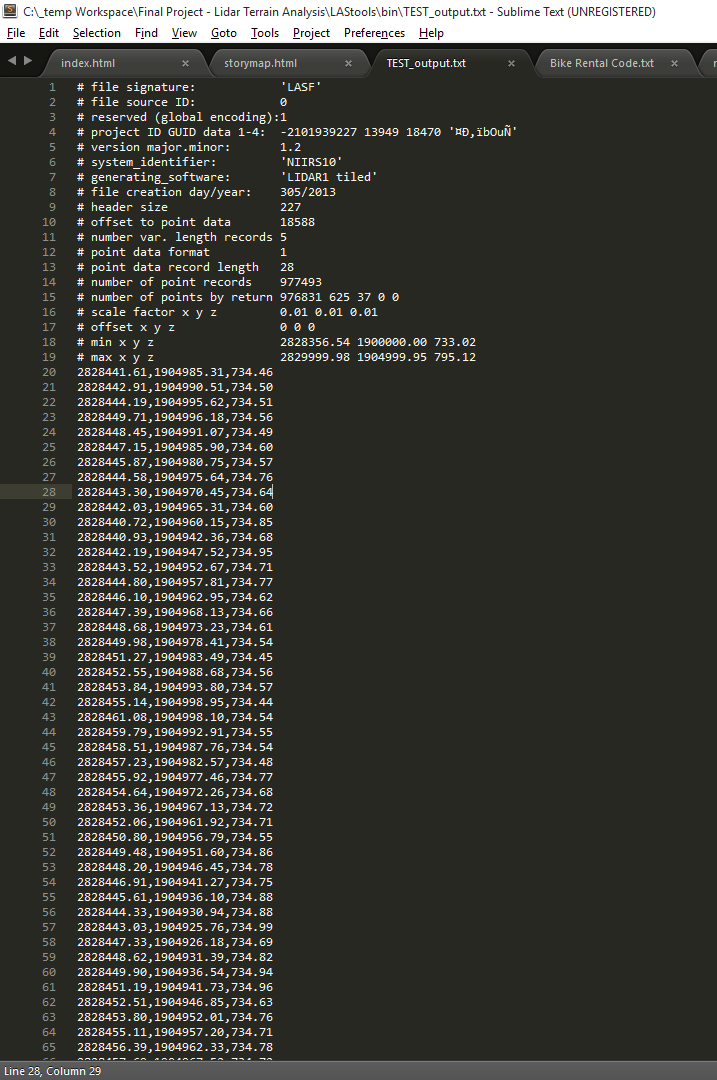 C:\_temp Workspace\Final Project - Lidar Terrain Analysis\LAStools\bin\TEST_output.txt - Sublime Text (UNREGISTERED)
File Edit Selection Find View Goto Tools Project Preferences Help
index.html × storymap.html × TEST_output.txt × Bike Rental Code.txt ×
1 # file signature: 'LASF'
2 # file source ID: 0
3 # reserved (global encoding):1
4 # project ID GUID data 1-4: -2101939227 13949 18470 '¤Ð‚ïbOuÑ'
5 # version major.minor: 1.2
6 # system_identifier: 'NIIRS10'
7 # generating_software: 'LIDAR1 tiled'
8 # file creation day/year: 305/2013
9 # header size 227
10 # offset to point data 18588
11 # number var. length records 5
12 # point data format 1
13 # point data record length 28
14 # number of point records 977493
15 # number of points by return 976831 625 37 0 0
16 # scale factor x y z 0.01 0.01 0.01
17 # offset x y z 0 0 0
18 # min x y z 2828356.54 1900000.00 733.02
19 # max x y z 2829999.98 1904999.95 795.12
20 2828441.61,1904985.31,734.46
21 2828442.91,1904990.51,734.50
22 2828444.19,1904995.62,734.51
23 2828449.71,1904996.18,734.56
24 2828448.45,1904991.07,734.49
25 2828447.15,1904985.90,734.60
26 2828445.87,1904980.75,734.57
27 2828444.58,1904975.64,734.76
28 2828443.30,1904970.45,734.64
29 2828442.03,1904965.31,734.60
30 2828440.72,1904960.15,734.85
31 2828440.93,1904942.36,734.68
32 2828442.19,1904947.52,734.95
33 2828443.52,1904952.67,734.71
34 2828444.80,1904957.81,734.77
35 2828446.10,1904962.95,734.62
36 2828447.39,1904968.13,734.66
37 2828448.68,1904973.23,734.61
38 2828449.98,1904978.41,734.54
39 2828451.27,1904983.49,734.45
40 2828452.55,1904988.68,734.56
41 2828453.84,1904993.80,734.57
42 2828455.14,1904998.95,734.44
43 2828461.08,1904998.10,734.54
44 2828459.79,1904992.91,734.55
45 2828458.51,1904987.76,734.54
46 2828457.23,1904982.57,734.48
47 2828455.92,1904977.46,734.77
48 2828454.64,1904972.26,734.68
49 2828453.36,1904967.13,734.72
50 2828452.06,1904961.92,734.71
51 2828450.80,1904956.79,734.55
52 2828449.48,1904951.60,734.86
53 2828448.20,1904946.45,734.78
54 2828446.91,1904941.27,734.75
55 2828445.61,1904936.10,734.88
56 2828444.33,1904930.94,734.88
57 2828443.03,1904925.76,734.99
58 2828447.33,1904926.18,734.69
59 2828448.62,1904931.39,734.82
60 2828449.90,1904936.54,734.94
61 2828451.19,1904941.73,734.96
62 2828452.51,1904946.85,734.63
63 2828453.80,1904952.01,734.76
64 2828455.11,1904957.20,734.71
65 2828456.39,1904962.33,734.78
Line 28, Column 29